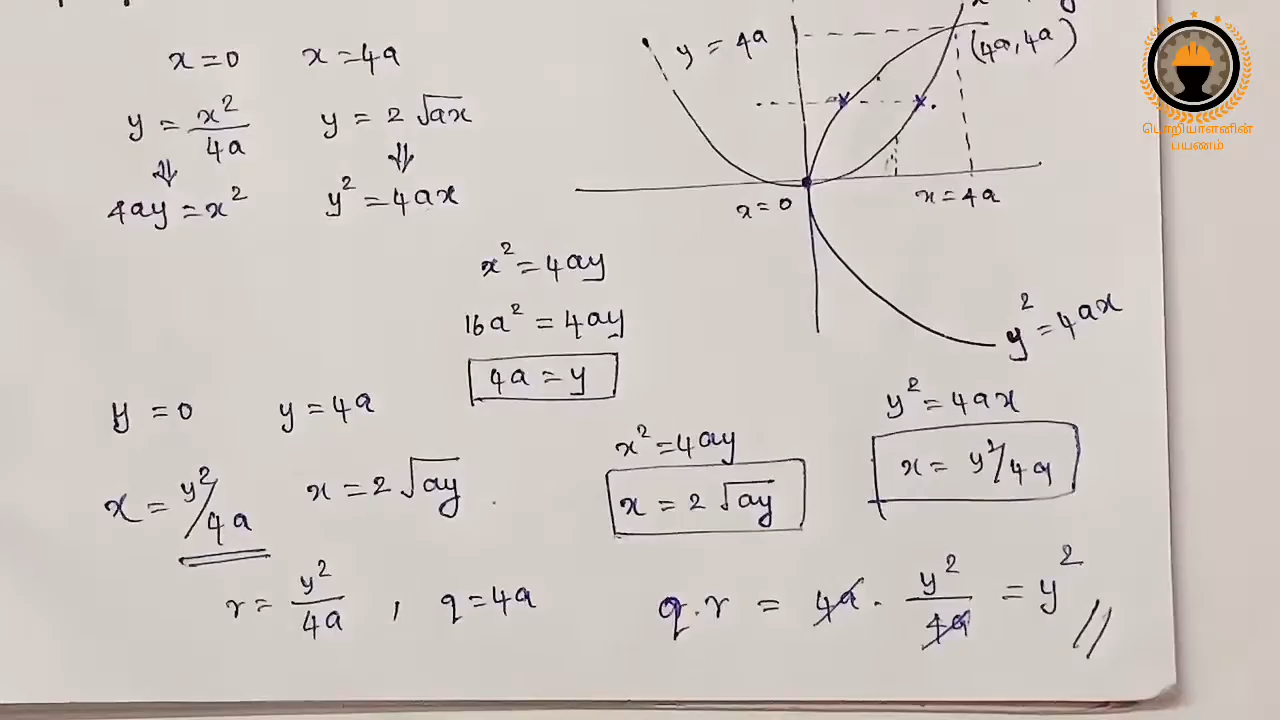 x = 0 x = 4a
y = x²/4a y = 2 √ax
⇓ ⇓
4ay = x² y² = 4ax
x² = 4ay
16a² = 4ay
4a = y
y = 4a
(4a, 4a)
x = 0 x = 4a
y² = 4ax
y = 0 y = 4a
x = y²/4a x = 2 √ay
x² = 4ay
x = 2 √ay
y² = 4ax
x = y²/4a
r = y²/4a , q = 4a q.r = 4a . y²/4a = y² //
பொறியாளனின்
பயணம்